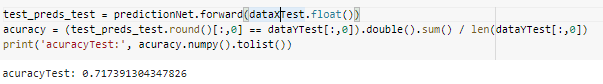 test_preds_test = predictionNet.forward(dataXTest.float())
acuracy = (test_preds_test.round()[:,0] == dataYTest[:,0]).double().sum() / len(dataYTest[:,0])
print('acuracyTest:', acuracy.numpy().tolist())
acuracyTest: 0.717391304347826